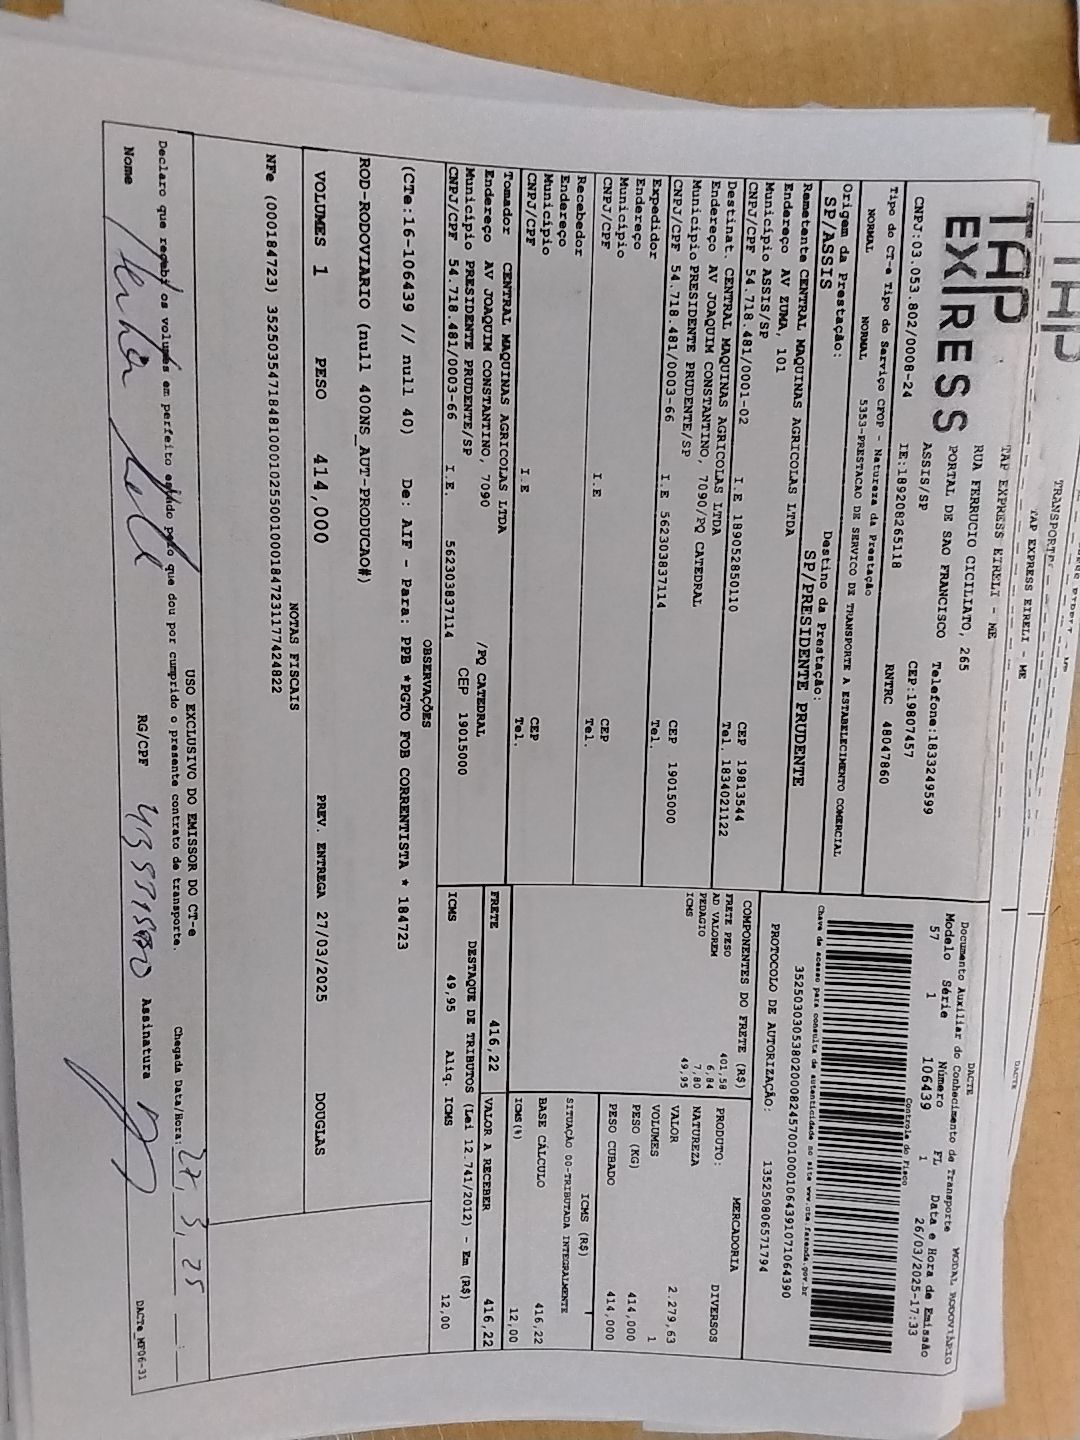 TAP EXPRESS EIRELI - ME
TRANSPORTE
DACTE
TAP
EXPRESS
TAP EXPRESS EIRELI - ME
RUA FERRUCIO CICILIATO, 265
PORTAL DE SAO FRANCISCO
ASSIS/SP
Telefone:1833249599
CEP:19807457
CNPJ:03.053.802/0008-24
IE:189208265118
RNTRC 48047860
Tipo do CT-e Tipo do Serviço CFOP - Natureza da Prestação
NORMAL NORMAL 5353-PRESTACAO DE SERVICO DE TRANSPORTE A ESTABELECIMENTO COMERCIAL
Origem da Prestação: Destino da Prestação:
SP/ASSIS SP/PRESIDENTE PRUDENTE
Remetente CENTRAL MAQUINAS AGRICOLAS LTDA
Endereço AV ZUMA, 101
Município ASSIS/SP CEP 19813544
CNPJ/CPF 54.718.481/0001-02 I.E 189052850110 Tel. 1834021122
Destinat. CENTRAL MAQUINAS AGRICOLAS LTDA
Endereço AV JOAQUIM CONSTANTINO, 7090/PQ CATEDRAL
Município PRESIDENTE PRUDENTE/SP CEP 19015000
CNPJ/CPF 54.718.481/0003-66 I.E 562303837114 Tel.
Expedidor
Endereço
Município CEP
CNPJ/CPF I.E Tel.
Recebedor
Endereço
Município CEP
CNPJ/CPF I.E Tel.
Tomador CENTRAL MAQUINAS AGRICOLAS LTDA
Endereço AV JOAQUIM CONSTANTINO, 7090 /PQ CATEDRAL
Município PRESIDENTE PRUDENTE/SP CEP 19015000
CNPJ/CPF 54.718.481/0003-66 I.E. 562303837114
DACTE MODAL RODOVIÁRIO
Documento Auxiliar do Conhecimento de Transporte
Modelo Série Número FL Data e Hora de Emissão
57 1 106439 1 26/03/2025-17:33
Controle do Fisco
Chave de acesso para consulta de autenticidade no site www.cte.fazenda.gov.br
35250303053802000824570010001064391071064390
PROTOCOLO DE AUTORIZAÇÃO: 135250806571794
COMPONENTES DO FRETE (R$)
FRETE PESO 401,58
AD VALOREM 6,84
PEDAGIO 7,80
ICMS 49,95
MERCADORIA
PRODUTO: DIVERSOS
NATUREZA
VALOR 2.279,63
VOLUMES 1
PESO (KG) 414,000
PESO CUBADO 414,000
ICMS (R$)
SITUAÇÃO 00-TRIBUTADA INTEGRALMENTE
BASE CÁLCULO 416,22
ICMS(%) 12,00
FRETE 416,22 VALOR A RECEBER 416,22
DESTAQUE DE TRIBUTOS (Lei 12.741/2012) - Em (R$)
ICMS 49,95 Aliq. ICMS 12,00
OBSERVAÇÕES
(CTe:16-106439 // null 40) De: AIF - Para: PPB *PGTO FOB CORRENTISTA * 184723
ROD-RODOVIARIO (null 400NS_AUT-PRODUCAO#)
VOLUMES 1 PESO 414,000 PREV. ENTREGA 27/03/2025 DOUGLAS
NOTAS FISCAIS
NFe (000184723) 35250354718481000102550010001847231177424822
USO EXCLUSIVO DO EMISSOR DO CT-e
Declaro que recebi os volumes em perfeito estado pelo que dou por cumprido o presente contrato de transporte. Chegada Data/Hora: 27 3 25
Nome RG/CPF Assinatura
DACTe_MF06-31